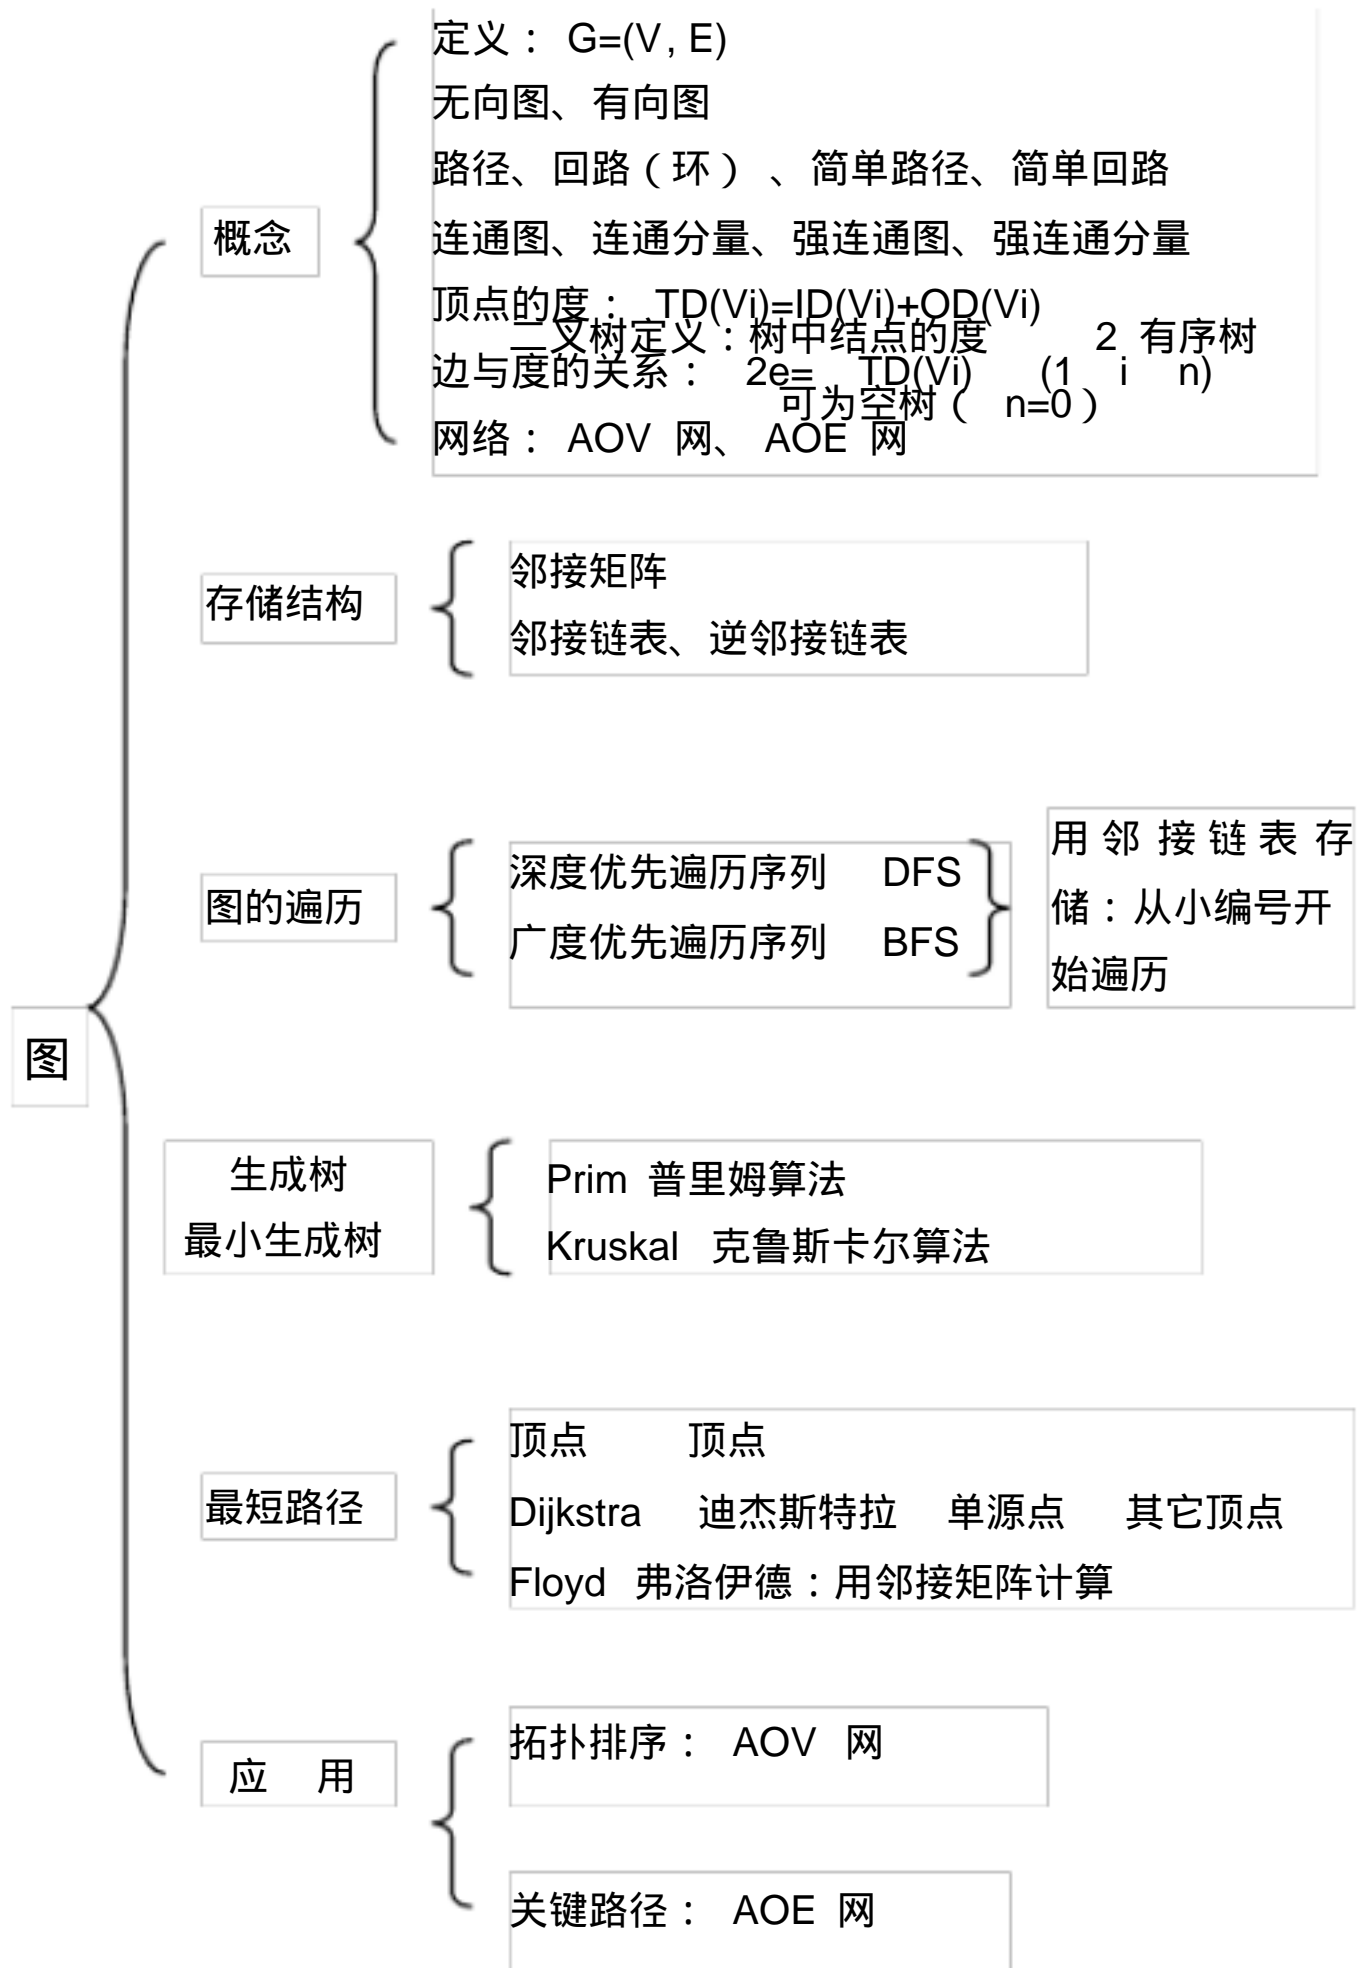 定义： G=(V, E)
无向图、有向图
路径、回路（环） 、简单路径、简单回路
概念
连通图、连通分量、强连通图、强连通分量
顶点的度： TD(Vi)=ID(Vi)+OD(Vi)
二叉树定义：树中结点的度 2 有序树
边与度的关系： 2e= TD(Vi) (1 i n)
可为空树（ n=0）
网络： AOV 网、 AOE 网
存储结构
邻接矩阵
邻接链表、逆邻接链表
图的遍历
深度优先遍历序列 DFS
广度优先遍历序列 BFS
用 邻 接 链 表 存
储：从小编号开
始遍历
图
生成树
最小生成树
Prim 普里姆算法
Kruskal 克鲁斯卡尔算法
最短路径
顶点 顶点
Dijkstra 迪杰斯特拉 单源点 其它顶点
Floyd 弗洛伊德：用邻接矩阵计算
应 用
拓扑排序： AOV 网
关键路径： AOE 网